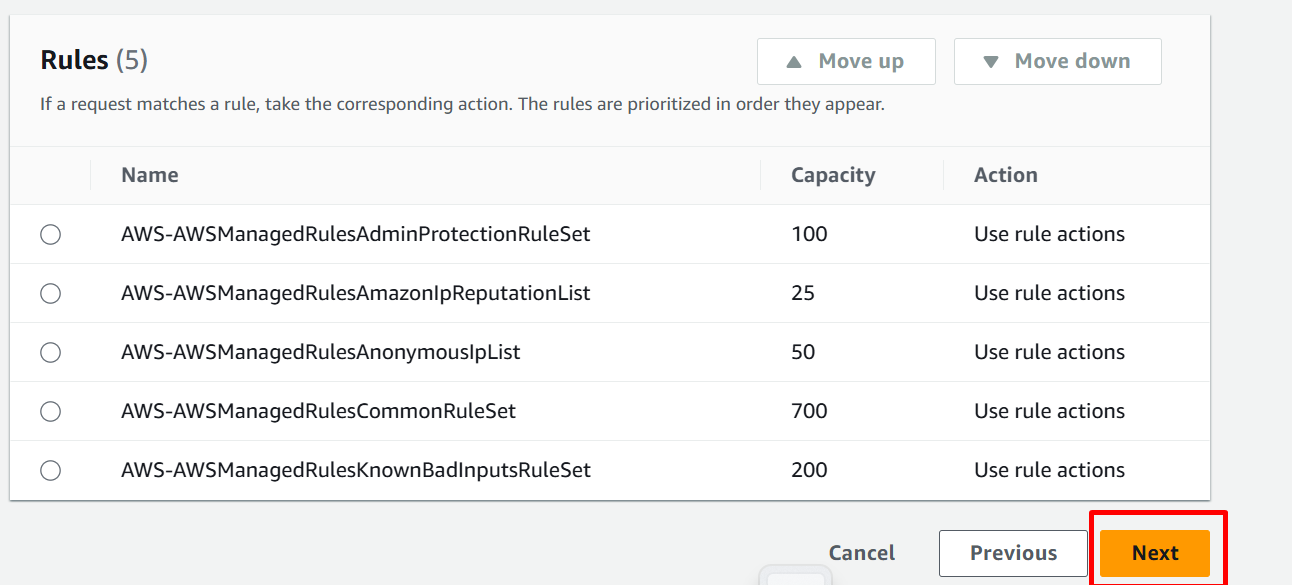 Rules (5)
▲ Move up
▼ Move down
If a request matches a rule, take the corresponding action. The rules are prioritized in order they appear.
Name Capacity Action
AWS-AWSManagedRulesAdminProtectionRuleSet 100 Use rule actions
AWS-AWSManagedRulesAmazonIpReputationList 25 Use rule actions
AWS-AWSManagedRulesAnonymousIpList 50 Use rule actions
AWS-AWSManagedRulesCommonRuleSet 700 Use rule actions
AWS-AWSManagedRulesKnownBadInputsRuleSet 200 Use rule actions
Cancel Previous Next